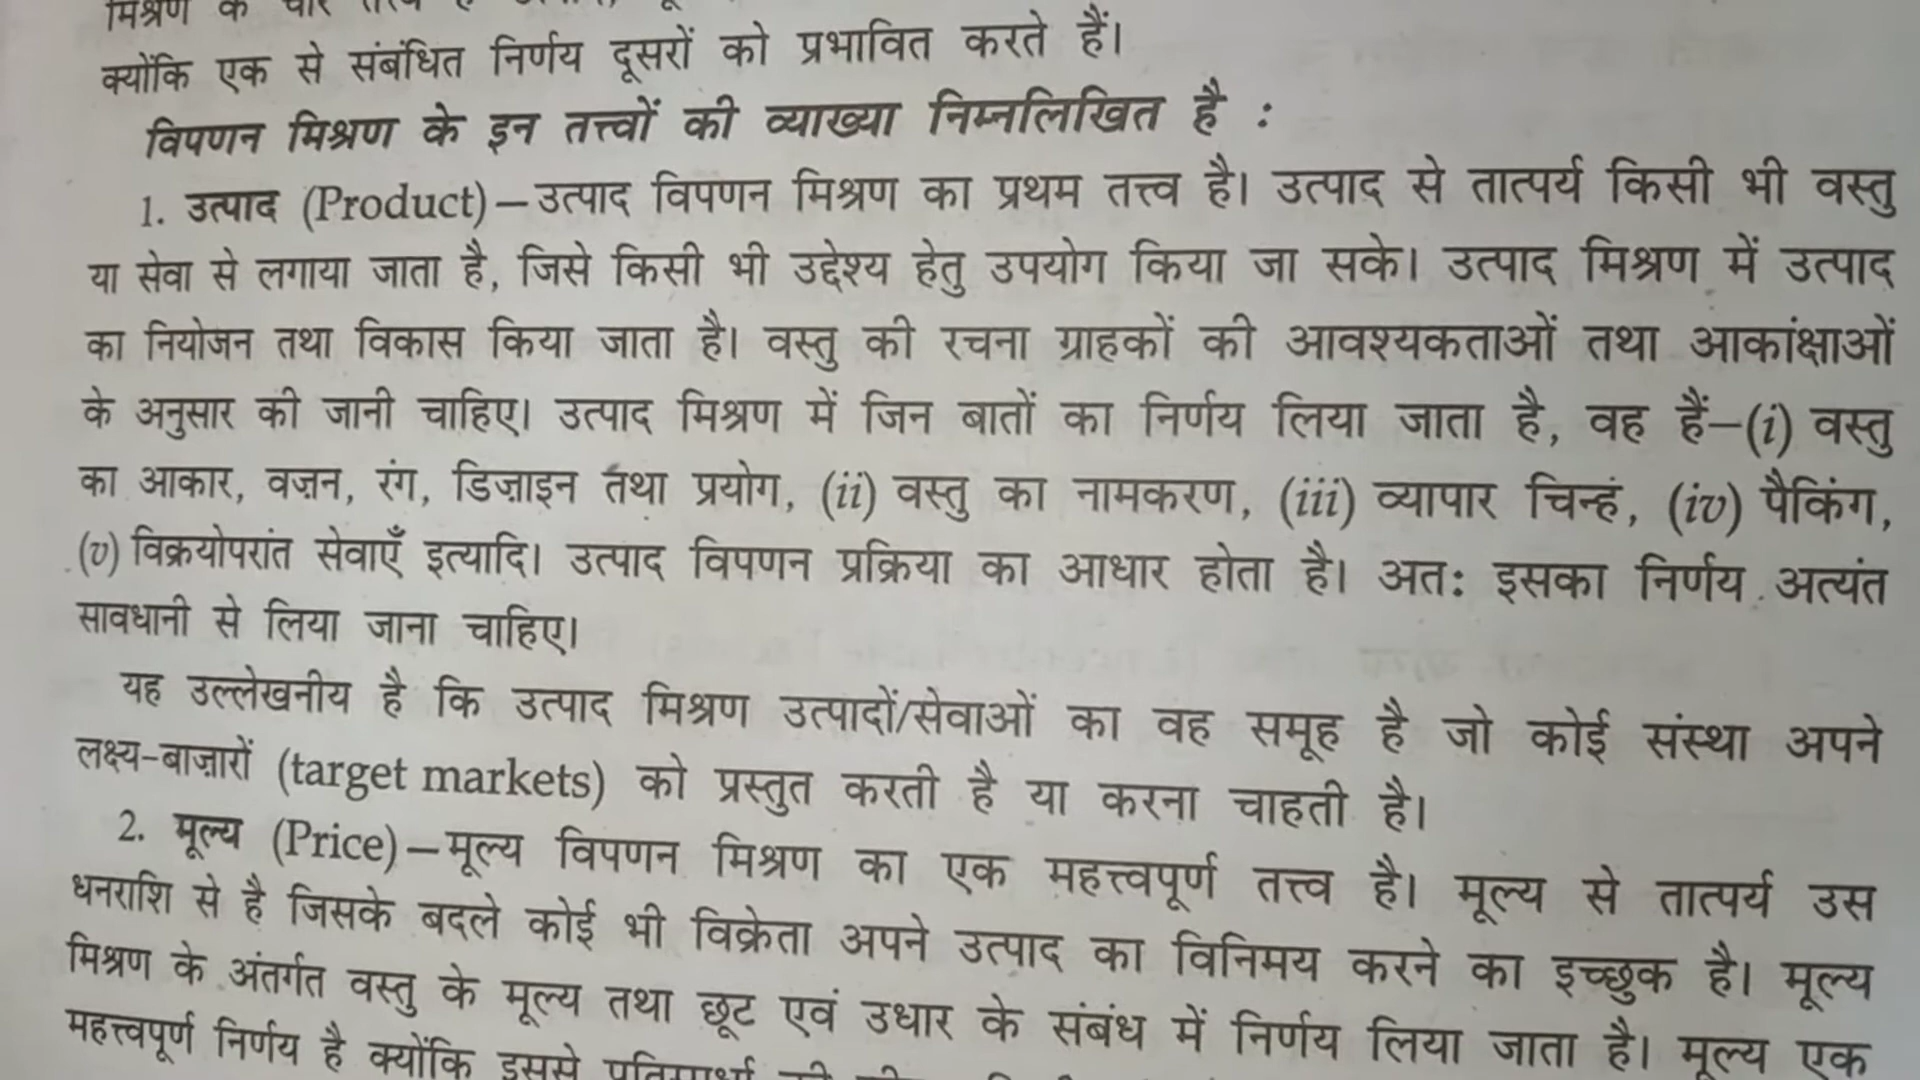 मिश्रण के चार
क्योंकि एक से संबंधित निर्णय दूसरों को प्रभावित करते हैं।
विपणन मिश्रण के इन तत्त्वों की व्याख्या निम्नलिखित है :
1. उत्पाद (Product)—उत्पाद विपणन मिश्रण का प्रथम तत्त्व है। उत्पाद से तात्पर्य किसी भी वस्तु
या सेवा से लगाया जाता है, जिसे किसी भी उद्देश्य हेतु उपयोग किया जा सके। उत्पाद मिश्रण में उत्पाद
का नियोजन तथा विकास किया जाता है। वस्तु की रचना ग्राहकों की आवश्यकताओं तथा आकांक्षाओं
के अनुसार की जानी चाहिए। उत्पाद मिश्रण में जिन बातों का निर्णय लिया जाता है, वह हैं—(i) वस्तु
का आकार, वज़न, रंग, डिज़ाइन तथा प्रयोग, (ii) वस्तु का नामकरण, (iii) व्यापार चिन्हं, (iv) पैकिंग,
(v) विक्रयोपरांत सेवाएँ इत्यादि। उत्पाद विपणन प्रक्रिया का आधार होता है। अतः इसका निर्णय अत्यंत
सावधानी से लिया जाना चाहिए।
यह उल्लेखनीय है कि उत्पाद मिश्रण उत्पादों/सेवाओं का वह समूह है जो कोई संस्था अपने
लक्ष्य-बाज़ारों (target markets) को प्रस्तुत करती है या करना चाहती है।
2. मूल्य (Price)—मूल्य विपणन मिश्रण का एक महत्त्वपूर्ण तत्त्व है। मूल्य से तात्पर्य उस
धनराशि से है जिसके बदले कोई भी विक्रेता अपने उत्पाद का विनिमय करने का इच्छुक है। मूल्य
मिश्रण के अंतर्गत वस्तु के मूल्य तथा छूट एवं उधार के संबंध में निर्णय लिया जाता है। मूल्य एक
महत्त्वपूर्ण निर्णय है क्योंकि इससे